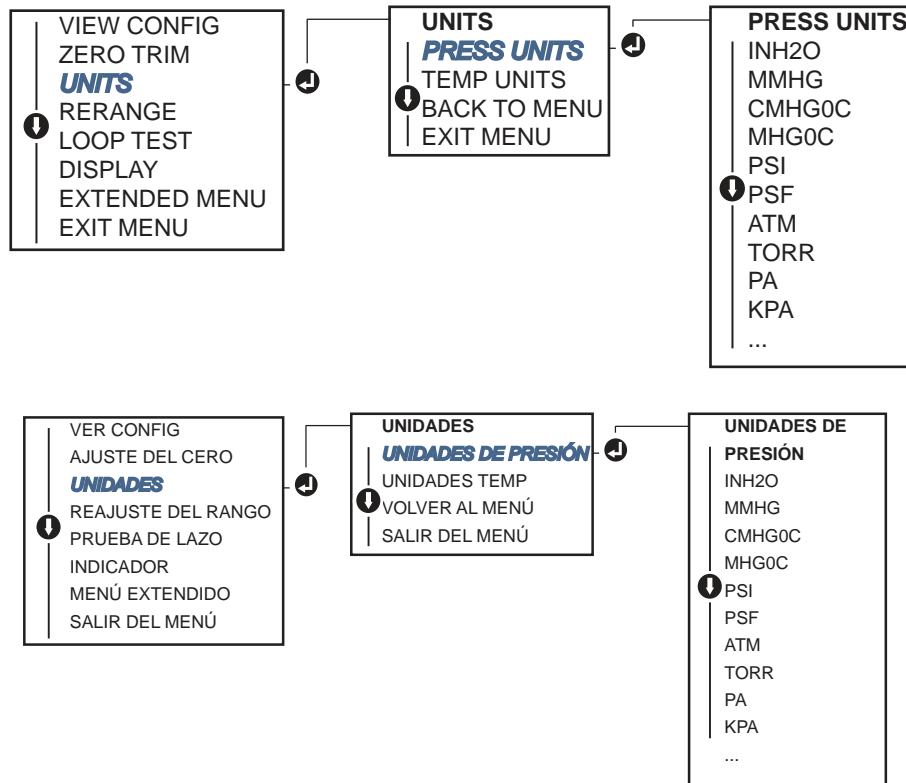 VIEW CONFIG
ZERO TRIM
UNITS
RERANGE
LOOP TEST
DISPLAY
EXTENDED MENU
EXIT MENU
UNITS
PRESS UNITS
TEMP UNITS
BACK TO MENU
EXIT MENU
PRESS UNITS
INH2O
MMHG
CMHG0C
MHG0C
PSI
PSF
ATM
TORR
PA
KPA
...
VER CONFIG
AJUSTE DEL CERO
UNIDADES
REAJUSTE DEL RANGO
PRUEBA DE LAZO
INDICADOR
MENÚ EXTENDIDO
SALIR DEL MENÚ
UNIDADES
UNIDADES DE PRESIÓN
UNIDADES TEMP
VOLVER AL MENÚ
SALIR DEL MENÚ
UNIDADES DE
PRESIÓN
INH2O
MMHG
CMHG0C
MHG0C
PSI
PSF
ATM
TORR
PA
KPA
...